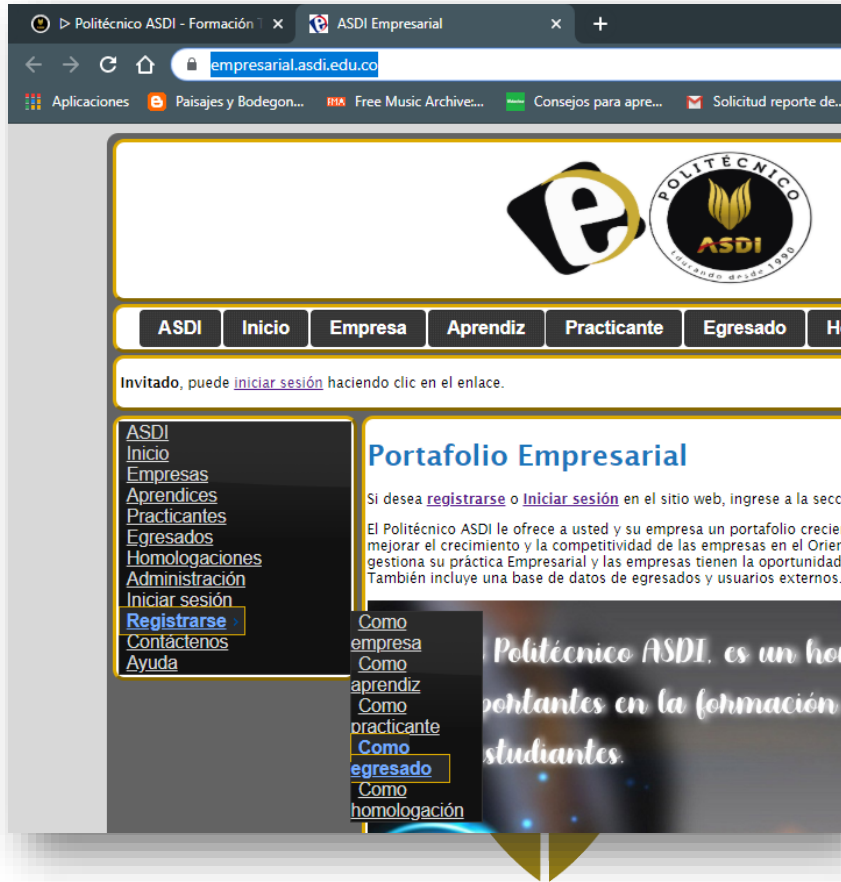 ▷ Politécnico ASDI - Formación T
ASDI Empresarial
empresarial.asdi.edu.co
Aplicaciones
Paisajes y Bodegon...
FMA
Free Music Archive:...
Consejos para apre...
Solicitud reporte de...
POLITÉCNICO
ASDI
Educando desde 1990
ASDI
Inicio
Empresa
Aprendiz
Practicante
Egresado
Invitado, puede iniciar sesión haciendo clic en el enlace.
ASDI
Inicio
Empresas
Aprendices
Practicantes
Egresados
Homologaciones
Administración
Iniciar sesión
Registrarse ›
Contáctenos
Ayuda
Como
empresa
Como
aprendiz
Como
practicante
Como
egresado
Como
homologación
Portafolio Empresarial
Si desea registrarse o Iniciar sesión en el sitio web, ingrese a la secc
El Politécnico ASDI le ofrece a usted y su empresa un portafolio crecie
mejorar el crecimiento y la competitividad de las empresas en el Orien
gestiona su práctica Empresarial y las empresas tienen la oportunidad
También incluye una base de datos de egresados y usuarios externos.
Politécnico ASDI, es un ho
portantes en la formación
studiantes.